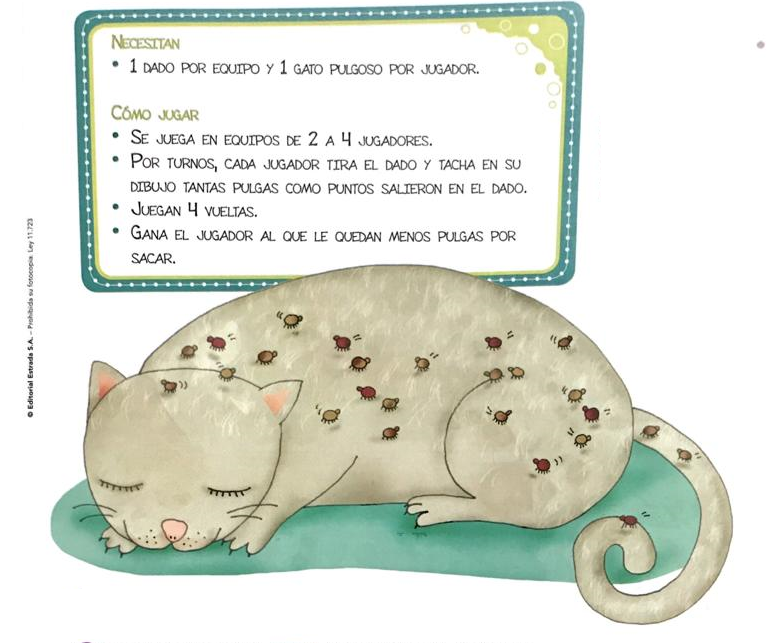 NECESITAN
• 1 DADO POR EQUIPO Y 1 GATO PULGOSO POR JUGADOR.
CÓMO JUGAR
• SE JUEGA EN EQUIPOS DE 2 A 4 JUGADORES.
• POR TURNOS, CADA JUGADOR TIRA EL DADO Y TACHA EN SU
DIBUJO TANTAS PULGAS COMO PUNTOS SALIERON EN EL DADO.
• JUEGAN 4 VUELTAS.
• GANA EL JUGADOR AL QUE LE QUEDAN MENOS PULGAS POR
SACAR.
© Editorial Estrada S.A. – Prohibida su fotocopia. Ley 11.723